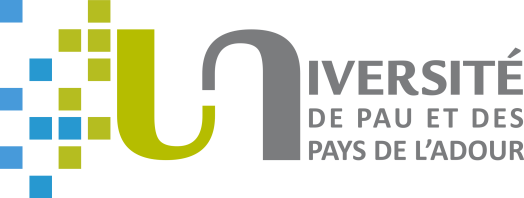 UNIVERSITÉ
DE PAU ET DES
PAYS DE L'ADOUR